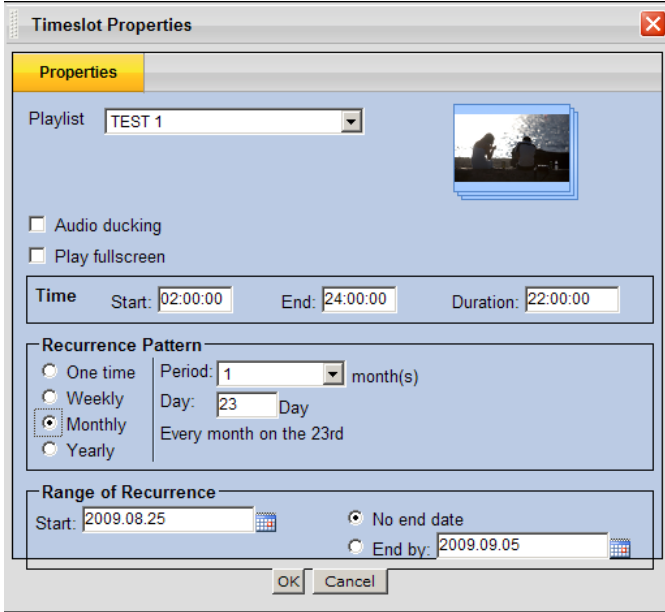 Timeslot Properties
Properties
Playlist TEST 1
Audio ducking
Play fullscreen
Time Start: 02:00:00 End: 24:00:00 Duration: 22:00:00
Recurrence Pattern
One time Period: 1 month(s)
Weekly Day: 23 Day
Monthly Every month on the 23rd
Yearly
Range of Recurrence
Start: 2009.08.25 No end date
End by: 2009.09.05
OK Cancel